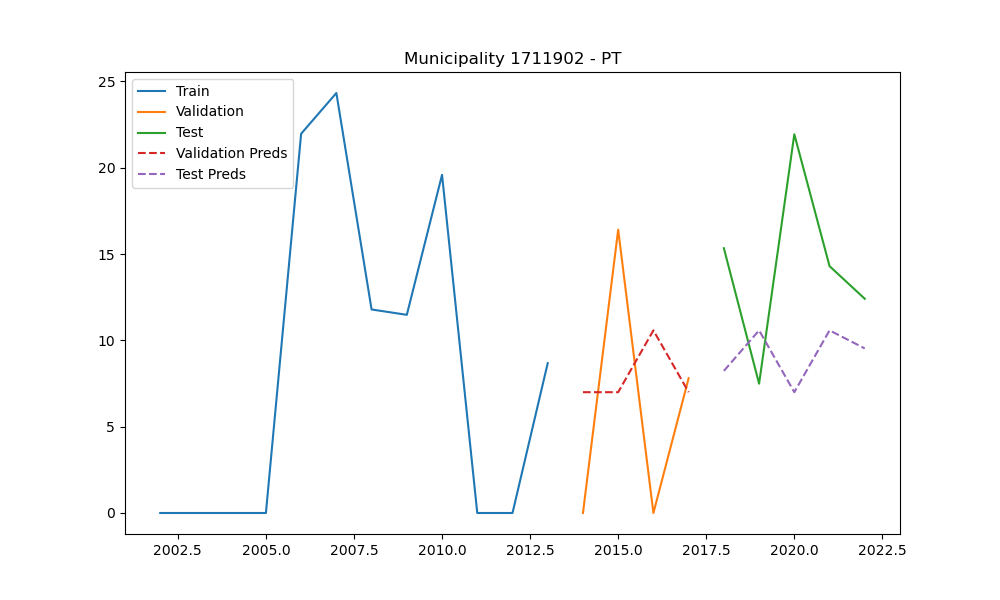 Municipality 1711902 - PT
25
20
15
10
5
0
Train
Validation
Test
Validation Preds
Test Preds
2002.5 2005.0 2007.5 2010.0 2012.5 2015.0 2017.5 2020.0 2022.5